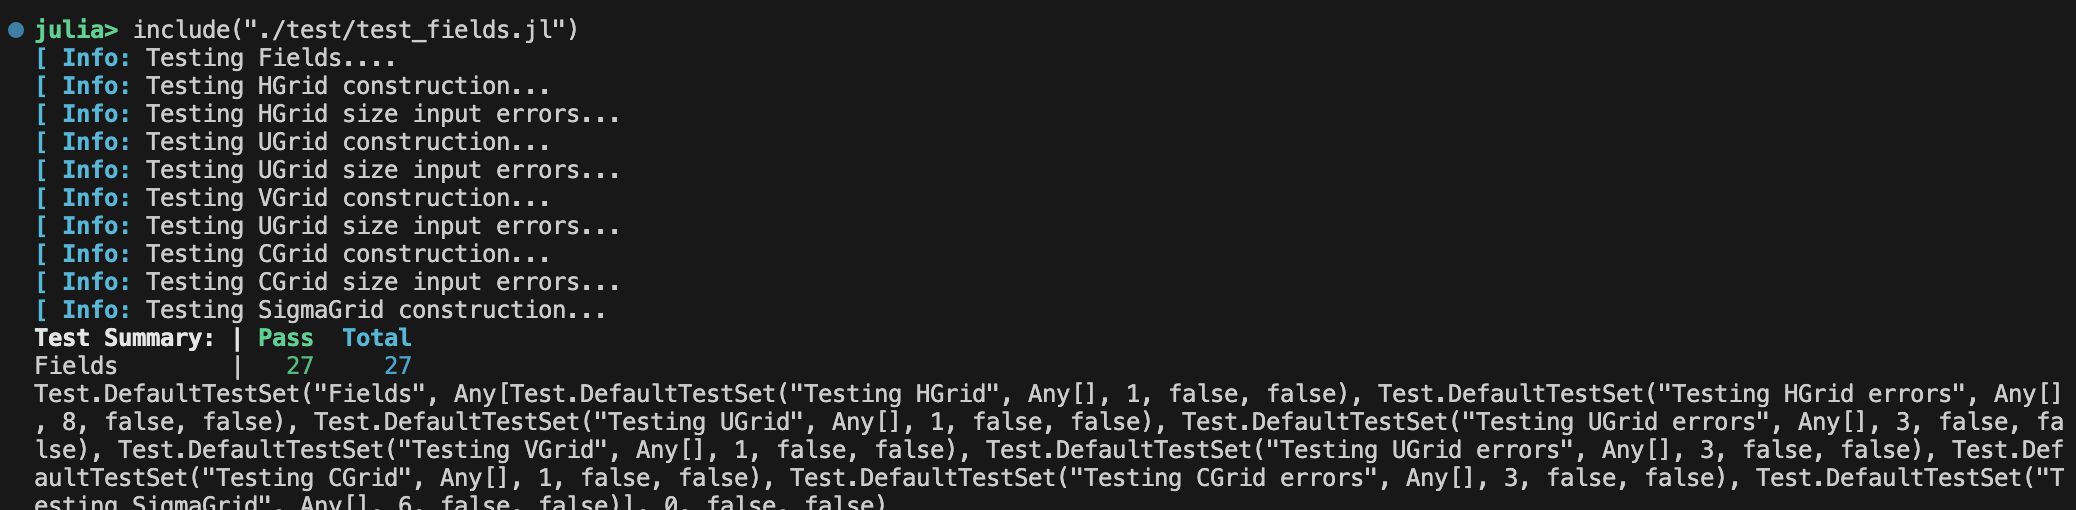 julia> include("./test/test_fields.jl")
[ Info: Testing Fields....
[ Info: Testing HGrid construction...
[ Info: Testing HGrid size input errors...
[ Info: Testing UGrid construction...
[ Info: Testing UGrid size input errors...
[ Info: Testing VGrid construction...
[ Info: Testing UGrid size input errors...
[ Info: Testing CGrid construction...
[ Info: Testing CGrid size input errors...
[ Info: Testing SigmaGrid construction...
Test Summary: | Pass  Total
Fields        |   27     27
Test.DefaultTestSet("Fields", Any[Test.DefaultTestSet("Testing HGrid", Any[], 1, false, false), Test.DefaultTestSet("Testing HGrid errors", Any[]
, 8, false, false), Test.DefaultTestSet("Testing UGrid", Any[], 1, false, false), Test.DefaultTestSet("Testing UGrid errors", Any[], 3, false, fa
lse), Test.DefaultTestSet("Testing VGrid", Any[], 1, false, false), Test.DefaultTestSet("Testing UGrid errors", Any[], 3, false, false), Test.Def
aultTestSet("Testing CGrid", Any[], 1, false, false), Test.DefaultTestSet("Testing CGrid errors", Any[], 3, false, false), Test.DefaultTestSet("T
esting SigmaGrid", Any[], 6, false, false)], 0, false, false)